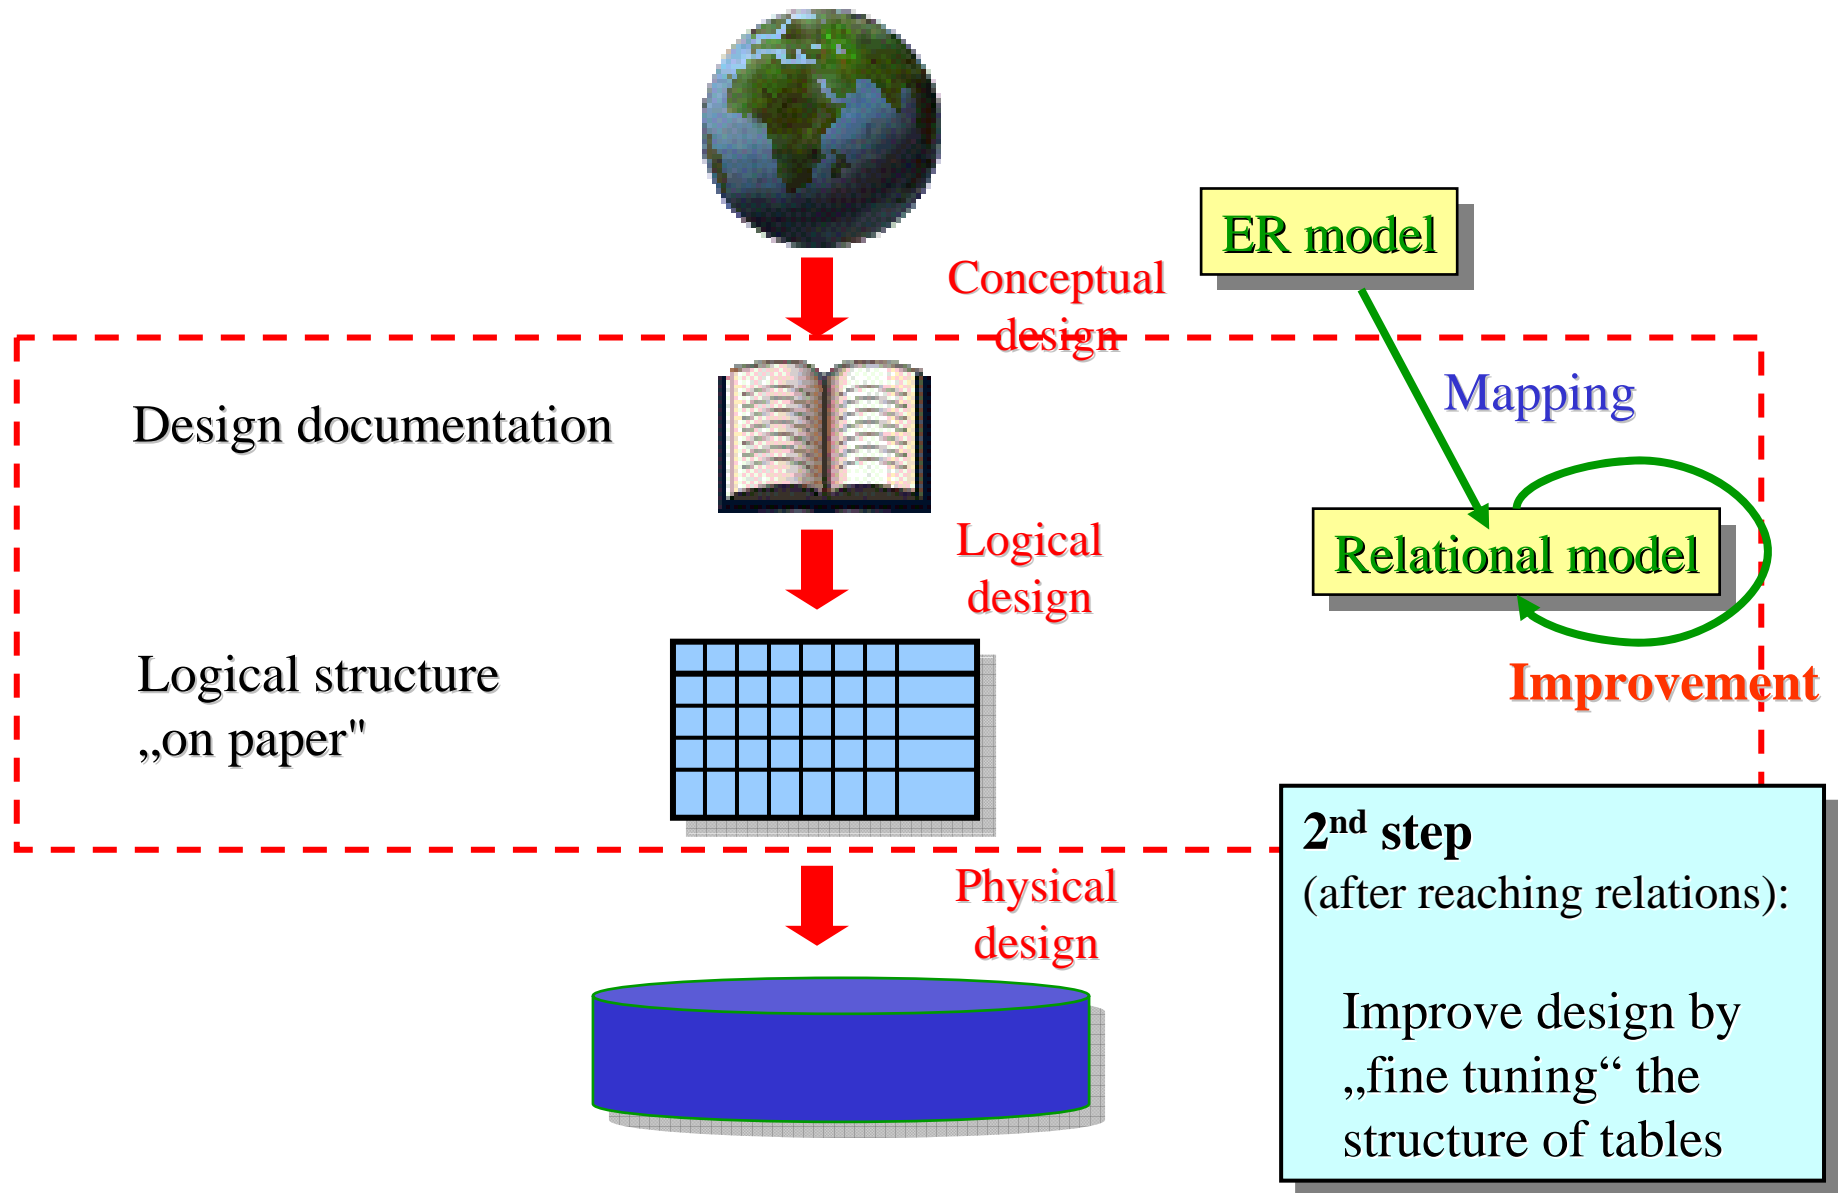 ER model
Conceptual
design
Mapping
Design documentation
Logical
design
Relational model
Improvement
Logical structure
„on paper"
2nd step
(after reaching relations):
Improve design by
„fine tuning“ the
structure of tables
Physical
design